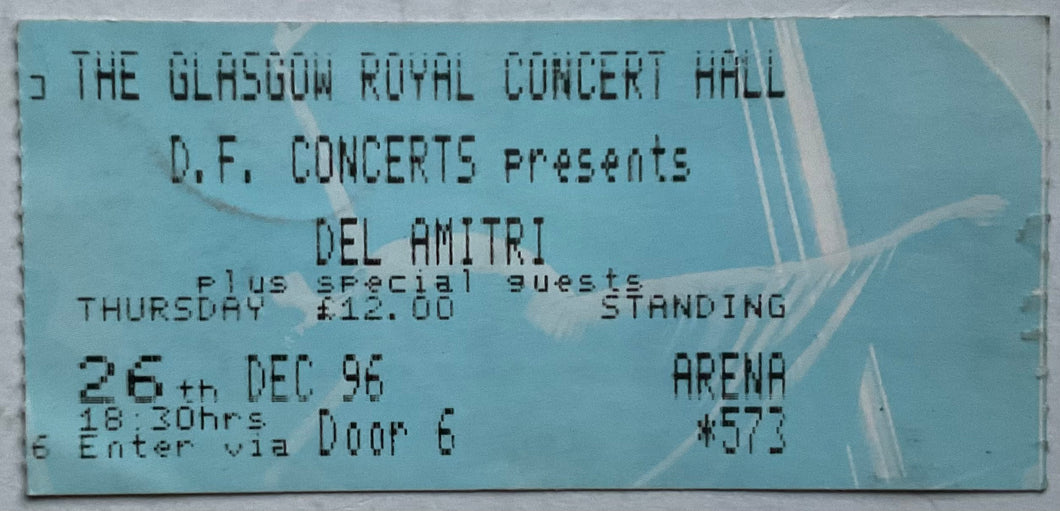 THE GLASGOW ROYAL CONCERT HALL
D.F. CONCERTS presents
DEL AMITRI
plus special guests
THURSDAY £12.00 STANDING
26th DEC 96 ARENA
18:30hrs
6 Enter via Door 6 *573